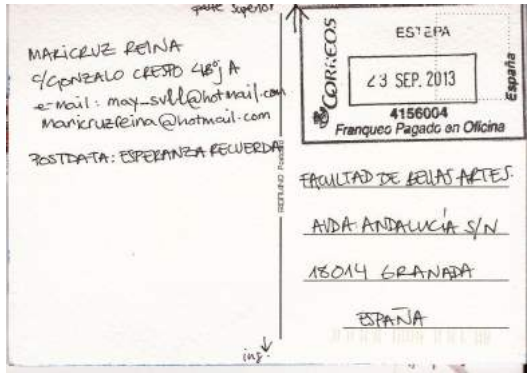 parte superior
MARICRUZ REINA
C/GONZALO CRESPO 48ºj A
e-mail: may_svll@hotmail.com
maricruzreina@hotmail.com
POSTDATA: ESPERANZA RECUERDA
inf.
CORREOS
ESTEPA
23 SEP. 2013
España
4156004
Franqueo Pagado en Oficina
FACULTAD DE BELLAS ARTES.
AVDA. ANDALUCÍA S/N
18014 GRANADA
ESPAÑA